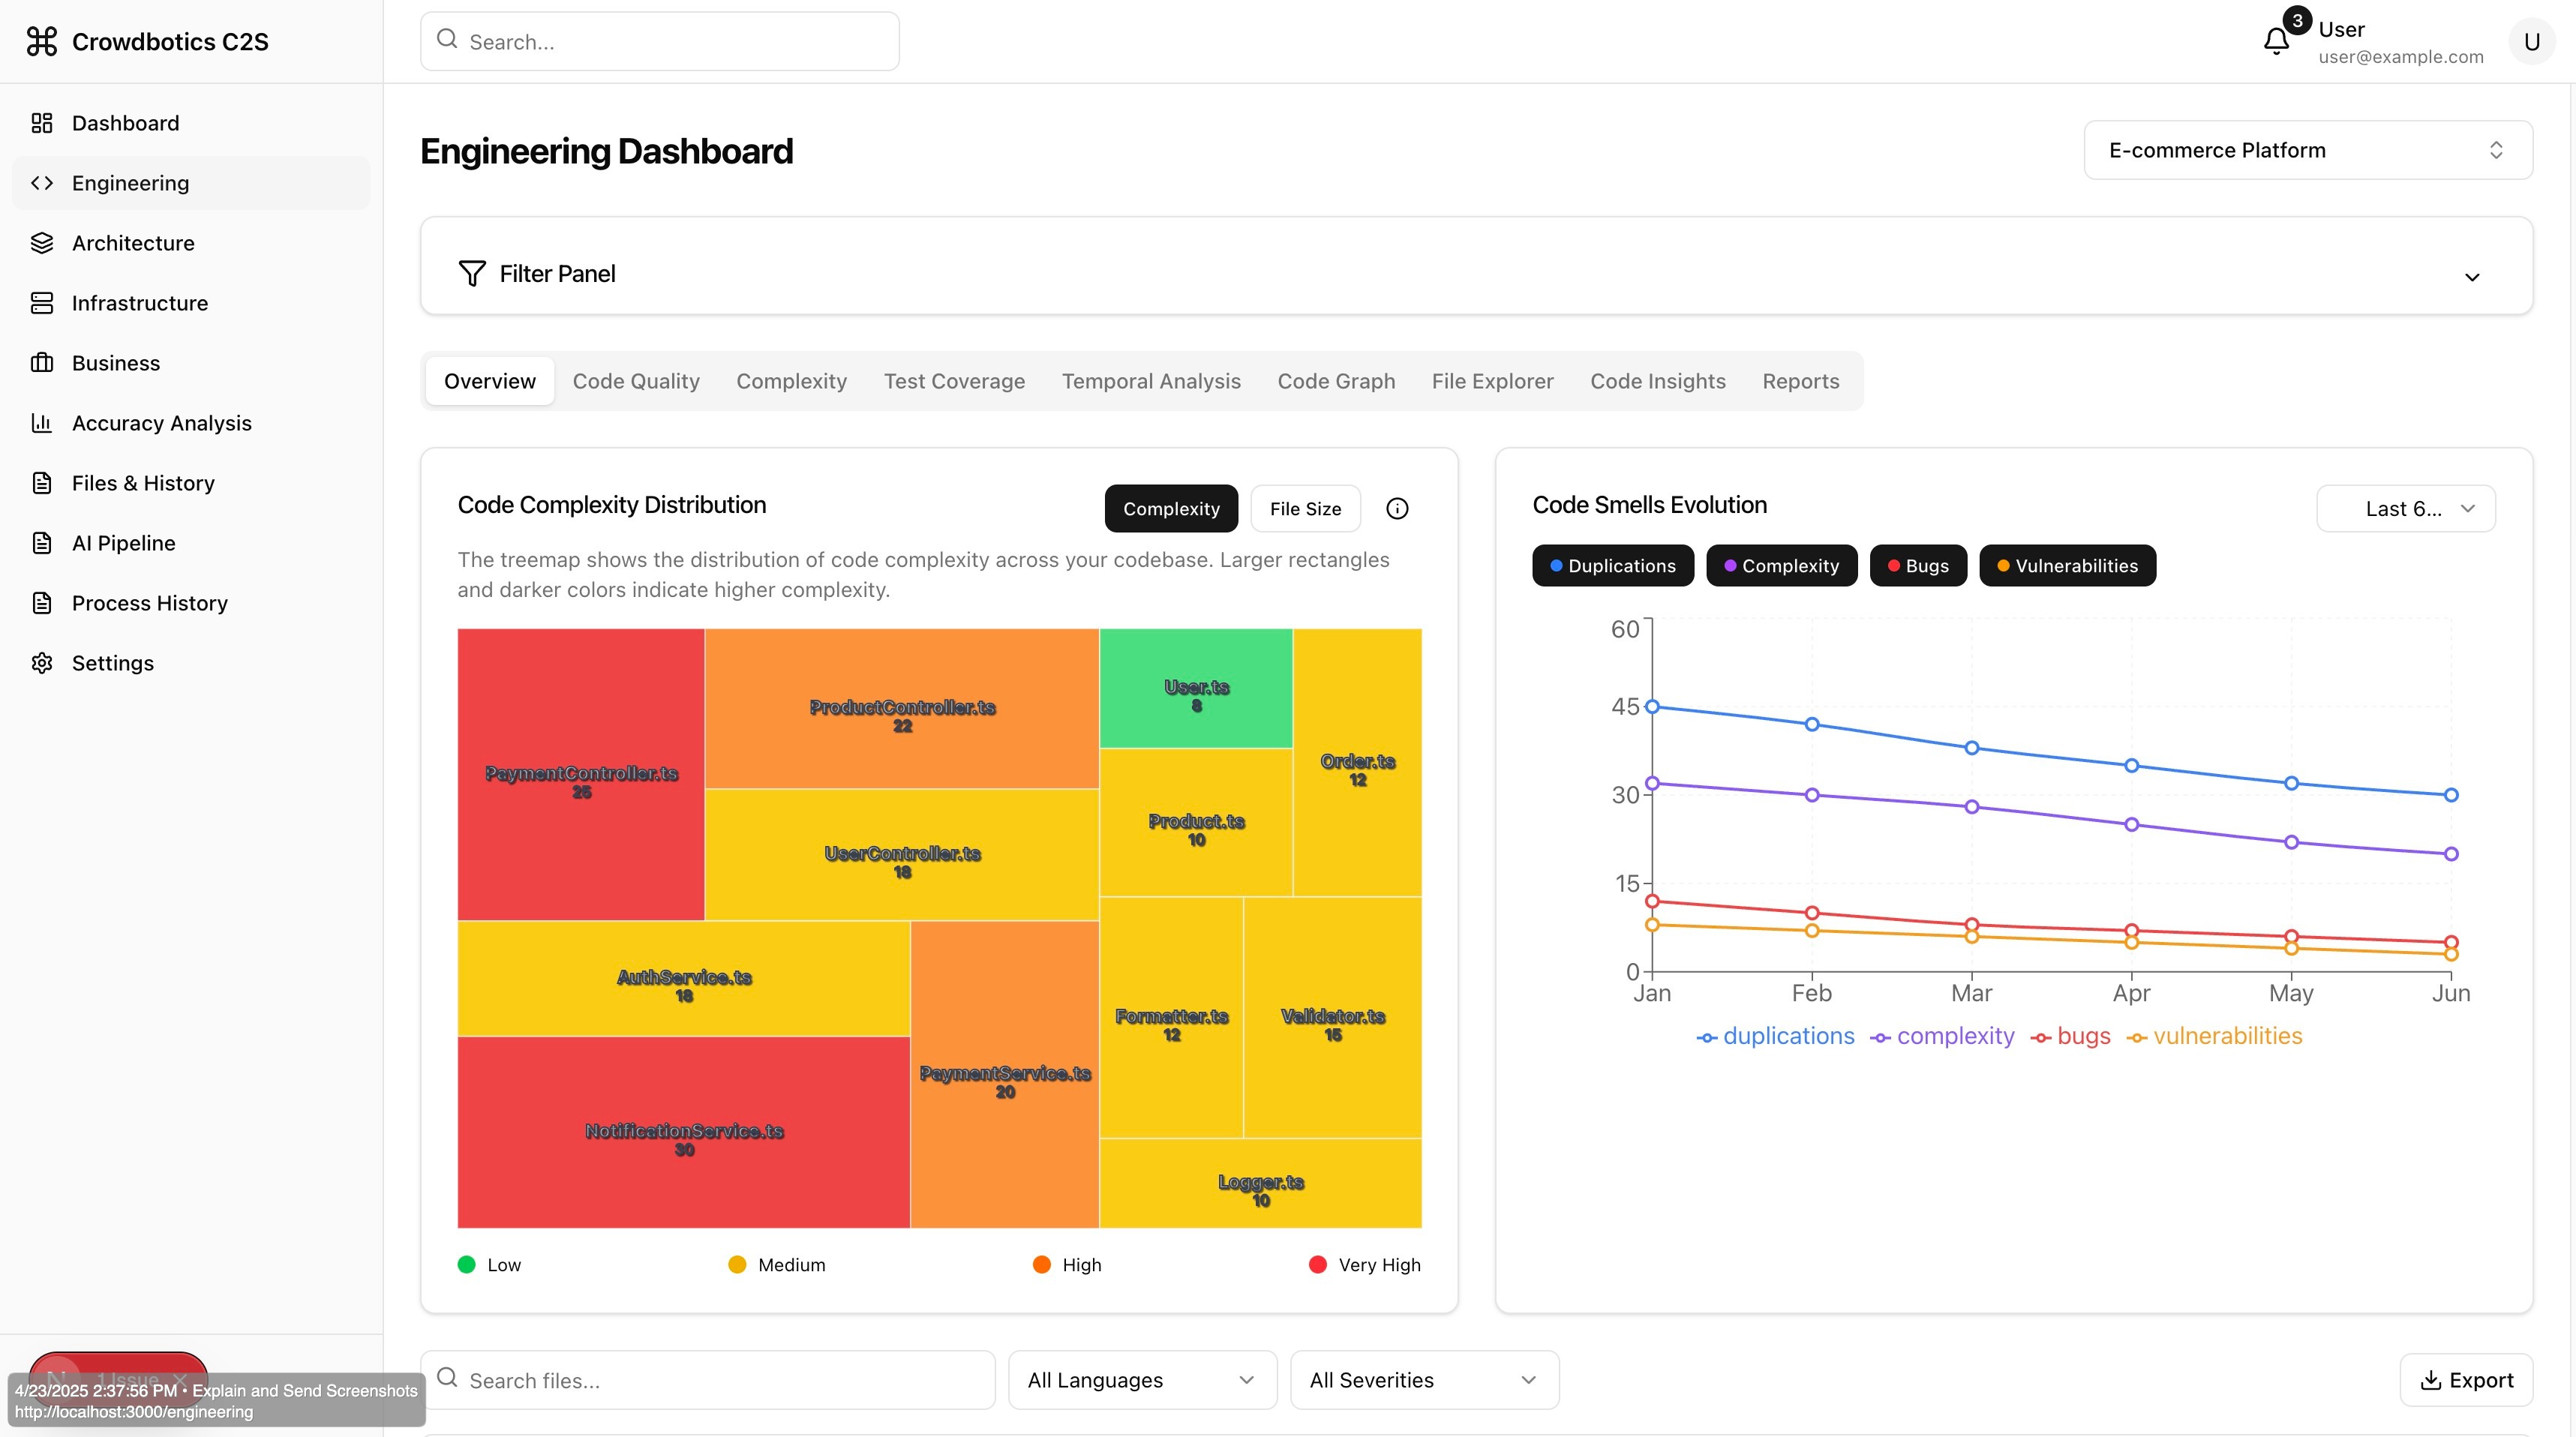 Crowdbotics C2S
Search...
3
User
user@example.com
U
Dashboard
Engineering
Architecture
Infrastructure
Business
Accuracy Analysis
Files & History
AI Pipeline
Process History
Settings
Engineering Dashboard
E-commerce Platform
Filter Panel
Overview
Code Quality
Complexity
Test Coverage
Temporal Analysis
Code Graph
File Explorer
Code Insights
Reports
Code Complexity Distribution
Complexity
File Size
The treemap shows the distribution of code complexity across your codebase. Larger rectangles
and darker colors indicate higher complexity.
PaymentController.ts
25
ProductController.ts
22
UserController.ts
18
User.ts
8
Order.ts
12
Product.ts
10
AuthService.ts
18
NotificationService.ts
30
PaymentService.ts
20
Formatter.ts
12
Validator.ts
15
Logger.ts
10
Low
Medium
High
Very High
Code Smells Evolution
Last 6...
Duplications
Complexity
Bugs
Vulnerabilities
60
45
30
15
0
Jan
Feb
Mar
Apr
May
Jun
duplications
complexity
bugs
vulnerabilities
1 Issue
4/23/2025 2:37:56 PM • Explain and Send Screenshots
http://localhost:3000/engineering
Search files...
All Languages
All Severities
Export